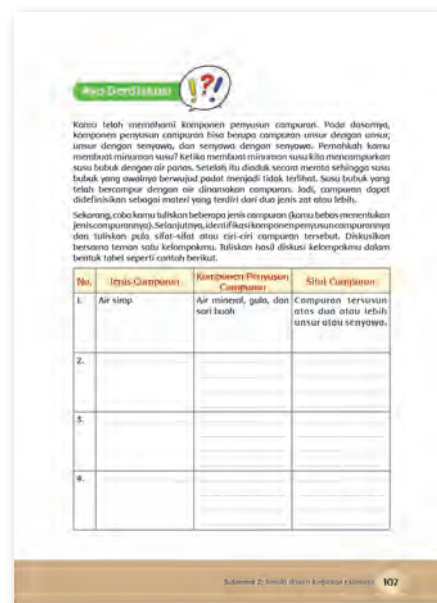 Ayo Berdiskusi
Kamu telah memahami komponen penyusun campuran. Pada dasarnya,
komponen penyusun campuran bisa berupa campuran unsur dengan unsur,
unsur dengan senyawa, dan senyawa dengan senyawa. Pernahkah kamu
membuat minuman susu? Ketika membuat minuman susu kita mencampurkan
susu bubuk dengan air panas. Setelah itu diaduk secara merata sehingga susu
bubuk yang awalnya berwujud padat menjadi tidak terlihat. Susu bubuk yang
telah bercampur dengan air dinamakan campuran. Jadi, campuran dapat
didefinisikan sebagai materi yang terdiri dari dua jenis zat atau lebih.
Sekarang, coba kamu tuliskan beberapa jenis campuran (kamu bebas menentukan
jenis campurannya). Selanjutnya, identifikasi komponen penyusun campurannya
dan tuliskan pula sifat-sifat atau ciri-ciri campuran tersebut. Diskusikan
bersama teman satu kelompokmu. Tuliskan hasil diskusi kelompokmu dalam
bentuk tabel seperti contoh berikut.
No. Jenis Campuran Komponen Penyusun Campuran Sifat Campuran
1. Air sirop Air mineral, gula, dan Campuran tersusun
sari buah atas dua atau lebih
unsur atau senyawa.
2.
3.
4.
Subtema 2: Benda dalam Kegiatan Ekonomi 107